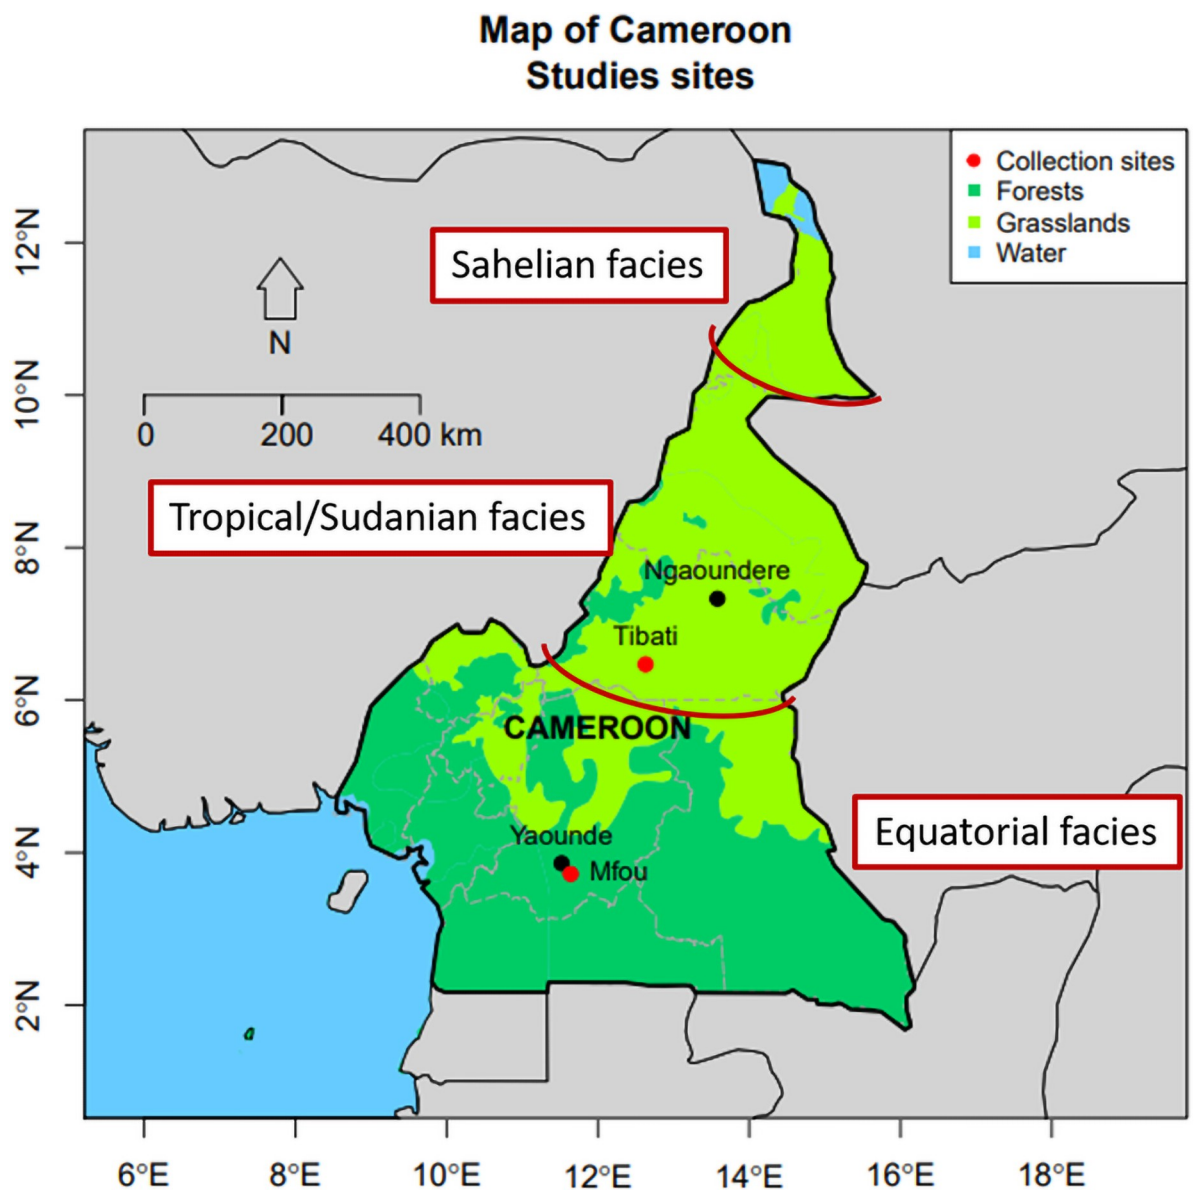 Map of Cameroon
Studies sites
Collection sites
Forests
Grasslands
Water
Sahelian facies
N
0 200 400 km
Tropical/Sudanian facies
Ngaoundere
Tibati
CAMEROON
Equatorial facies
Yaounde
Mfou
12°N
10°N
8°N
6°N
4°N
2°N
6°E 8°E 10°E 12°E 14°E 16°E 18°E